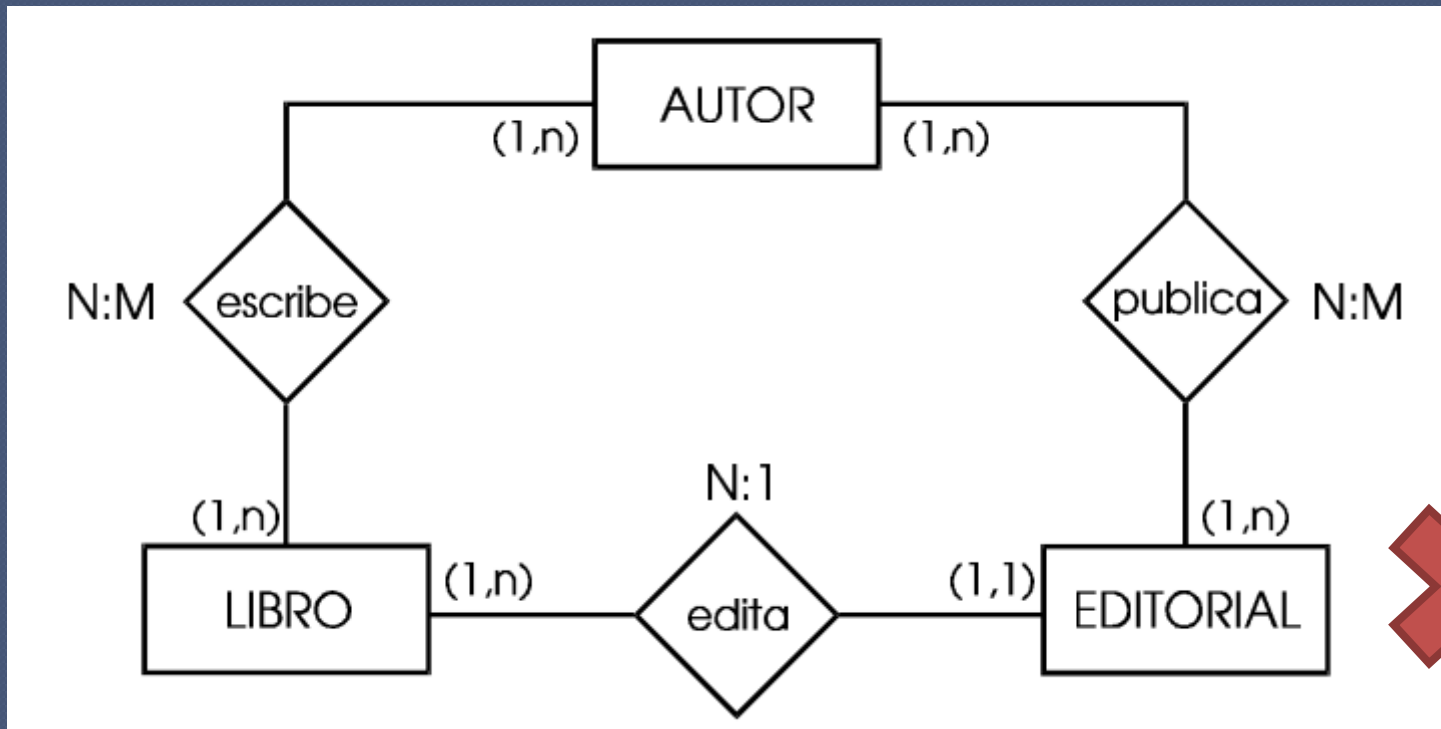 AUTOR
(1,n)
(1,n)
N:M
escribe
publica
N:M
N:1
(1,n)
(1,n)
LIBRO
(1,n)
edita
(1,1)
EDITORIAL